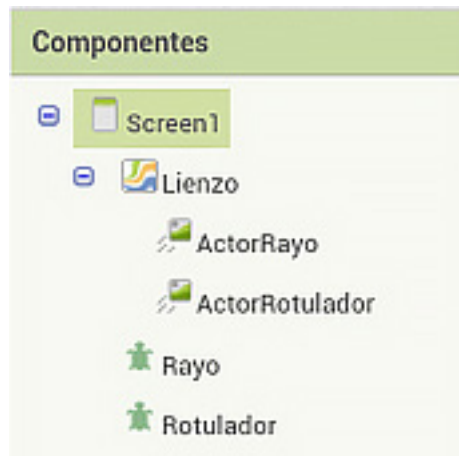 Componentes
Screen1
Lienzo
ActorRayo
ActorRotulador
Rayo
Rotulador